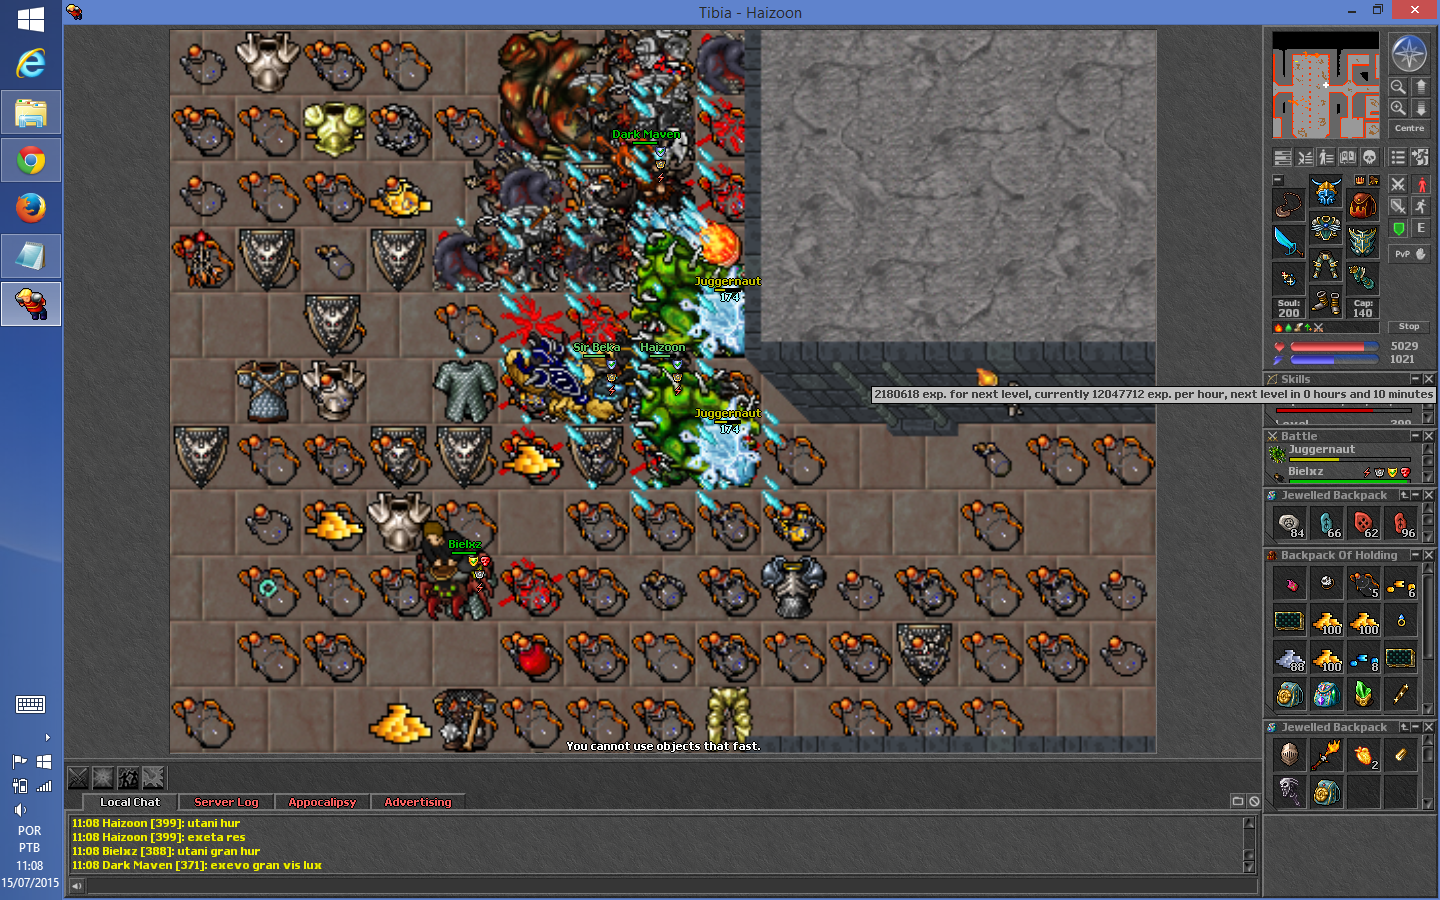 Tibia - Haizoon
Dark Maven
Juggernaut
174
Sir Beka
Haizoon
Juggernaut
174
Bielxz
You cannot use objects that fast.
2180618 exp. for next level, currently 12047712 exp. per hour, next level in 0 hours and 10 minutes
Centre
E
PvP
Soul:
200
Cap:
140
Stop
5029
1021
Skills
Battle
Juggernaut
Bielxz
Jewelled Backpack
84 66 62 96
Backpack Of Holding
5 6
100 100
88 100 8
Jewelled Backpack
2
Local Chat
Server Log
Appocalipsy
Advertising
11:08 Haizoon [399]: utani hur
11:08 Haizoon [399]: exeta res
11:08 Bielxz [388]: utani gran hur
11:08 Dark Maven [371]: exevo gran vis lux
POR
PTB
11:08
15/07/2015